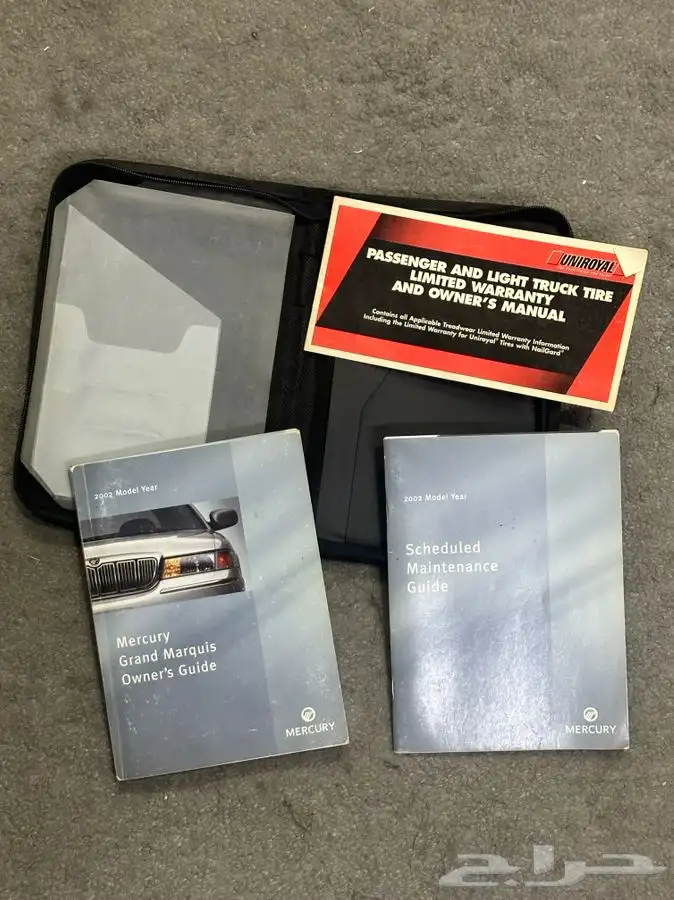 UNIROYAL
PASSENGER AND LIGHT TRUCK TIRE
LIMITED WARRANTY
AND OWNER'S MANUAL
Contains all Applicable Treadwear Limited Warranty Information
Including the Limited Warranty for Uniroyal® Tires with NailGard®
2002 Model Year
Mercury
Grand Marquis
Owner's Guide
MERCURY
2002 Model Year
Scheduled
Maintenance
Guide
MERCURY
حراج